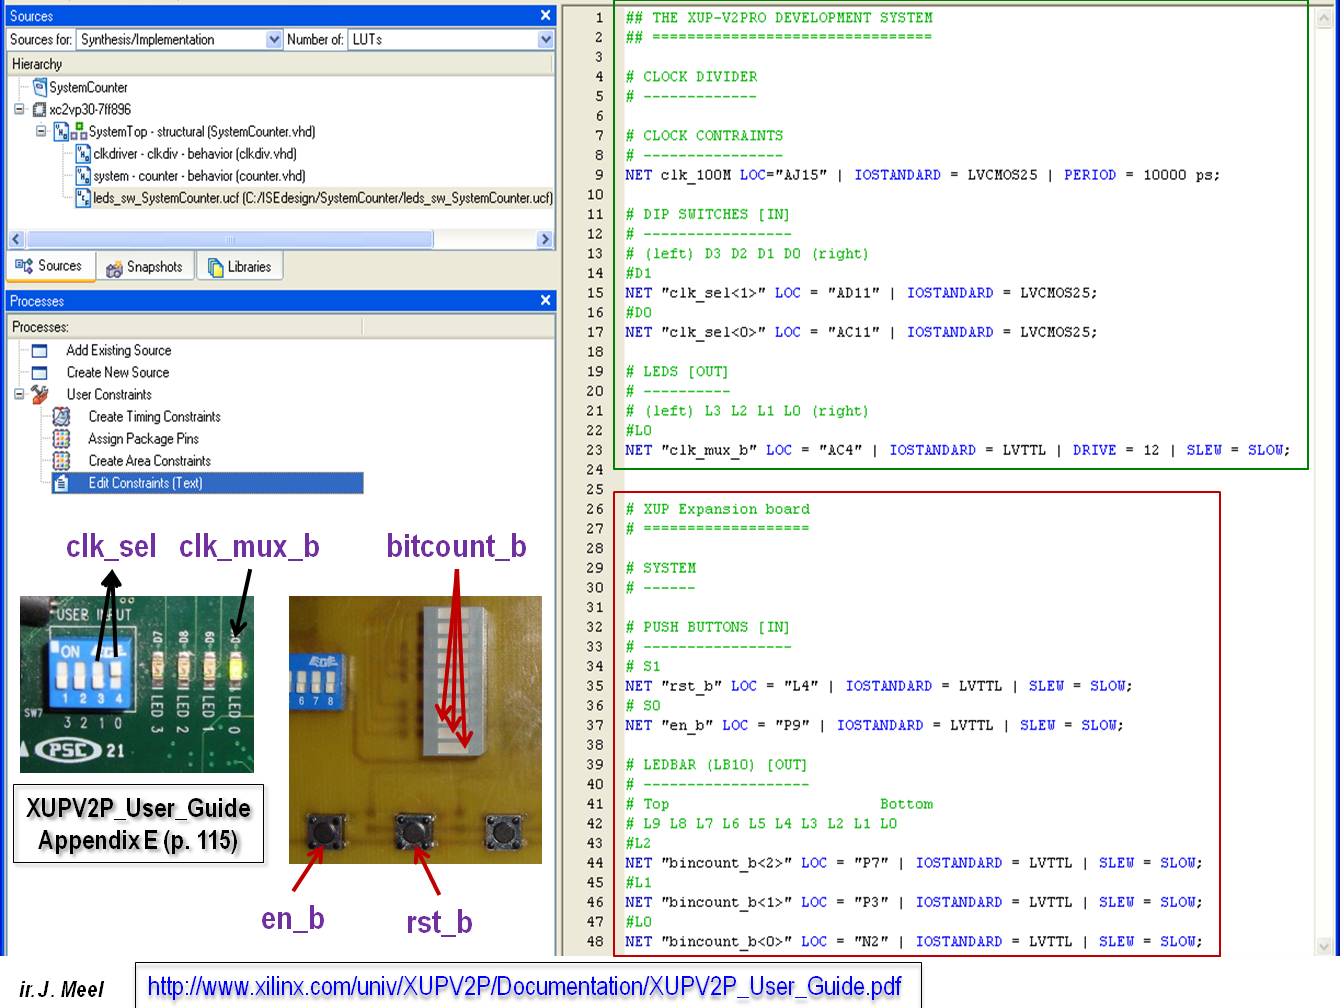 Sources
Sources for: Synthesis/Implementation Number of: LUTs
Hierarchy
SystemCounter
xc2vp30-7ff896
SystemTop - structural (SystemCounter.vhd)
clkdriver - clkdiv - behavior (clkdiv.vhd)
system - counter - behavior (counter.vhd)
leds_sw_SystemCounter.ucf (C:/ISEdesign/SystemCounter/leds_sw_SystemCounter.ucf)
Sources Snapshots Libraries
Processes
Processes:
Add Existing Source
Create New Source
User Constraints
Create Timing Constraints
Assign Package Pins
Create Area Constraints
Edit Constraints (Text)
clk_sel clk_mux_b bitcount_b
USER INPUT
ON
1 2 3 4
SW7
3 2 1 0
D7
D8
D9
LED 3
LED 2
LED 1
LED 0
PSC 21
6 7 8
XUPV2P_User_Guide
Appendix E (p. 115)
en_b rst_b
1 ## THE XUP-V2PRO DEVELOPMENT SYSTEM
2 ## ================================
3
4 # CLOCK DIVIDER
5 # -------------
6
7 # CLOCK CONTRAINTS
8 # ----------------
9 NET clk_100M LOC="AJ15" | IOSTANDARD = LVCMOS25 | PERIOD = 10000 ps;
10
11 # DIP SWITCHES [IN]
12 # -----------------
13 # (left) D3 D2 D1 D0 (right)
14 #D1
15 NET "clk_sel<1>" LOC = "AD11" | IOSTANDARD = LVCMOS25;
16 #D0
17 NET "clk_sel<0>" LOC = "AC11" | IOSTANDARD = LVCMOS25;
18
19 # LEDS [OUT]
20 # ----------
21 # (left) L3 L2 L1 L0 (right)
22 #L0
23 NET "clk_mux_b" LOC = "AC4" | IOSTANDARD = LVTTL | DRIVE = 12 | SLEW = SLOW;
24
25
26 # XUP Expansion board
27 # ===================
28
29 # SYSTEM
30 # ------
31
32 # PUSH BUTTONS [IN]
33 # -----------------
34 # S1
35 NET "rst_b" LOC = "L4" | IOSTANDARD = LVTTL | SLEW = SLOW;
36 # S0
37 NET "en_b" LOC = "P9" | IOSTANDARD = LVTTL | SLEW = SLOW;
38
39 # LEDBAR (LB10) [OUT]
40 # -------------------
41 # Top Bottom
42 # L9 L8 L7 L6 L5 L4 L3 L2 L1 L0
43 #L2
44 NET "bincount_b<2>" LOC = "P7" | IOSTANDARD = LVTTL | SLEW = SLOW;
45 #L1
46 NET "bincount_b<1>" LOC = "P3" | IOSTANDARD = LVTTL | SLEW = SLOW;
47 #L0
48 NET "bincount_b<0>" LOC = "N2" | IOSTANDARD = LVTTL | SLEW = SLOW;
ir. J. Meel
http://www.xilinx.com/univ/XUPV2P/Documentation/XUPV2P_User_Guide.pdf